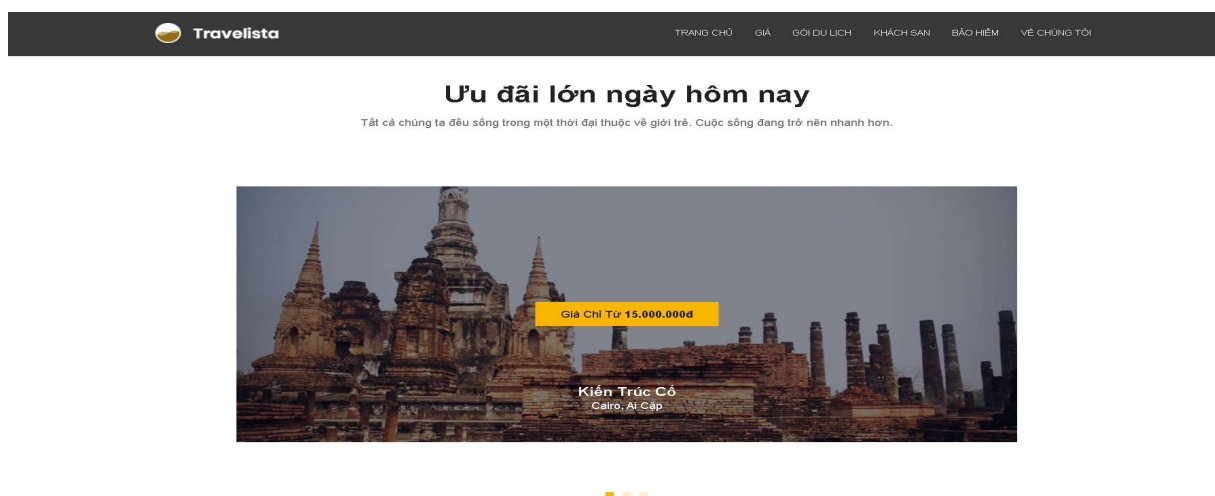 Travelista
TRANG CHỦ GIÁ GÓI DU LỊCH KHÁCH SẠN BẢO HIỂM VỀ CHÚNG TÔI
Ưu đãi lớn ngày hôm nay
Tất cả chúng ta đều sống trong một thời đại thuộc về giới trẻ. Cuộc sống đang trở nên nhanh hơn.
Giá Chỉ Từ 15.000.000đ
Kiến Trúc Cổ
Cairo, Ai Cập